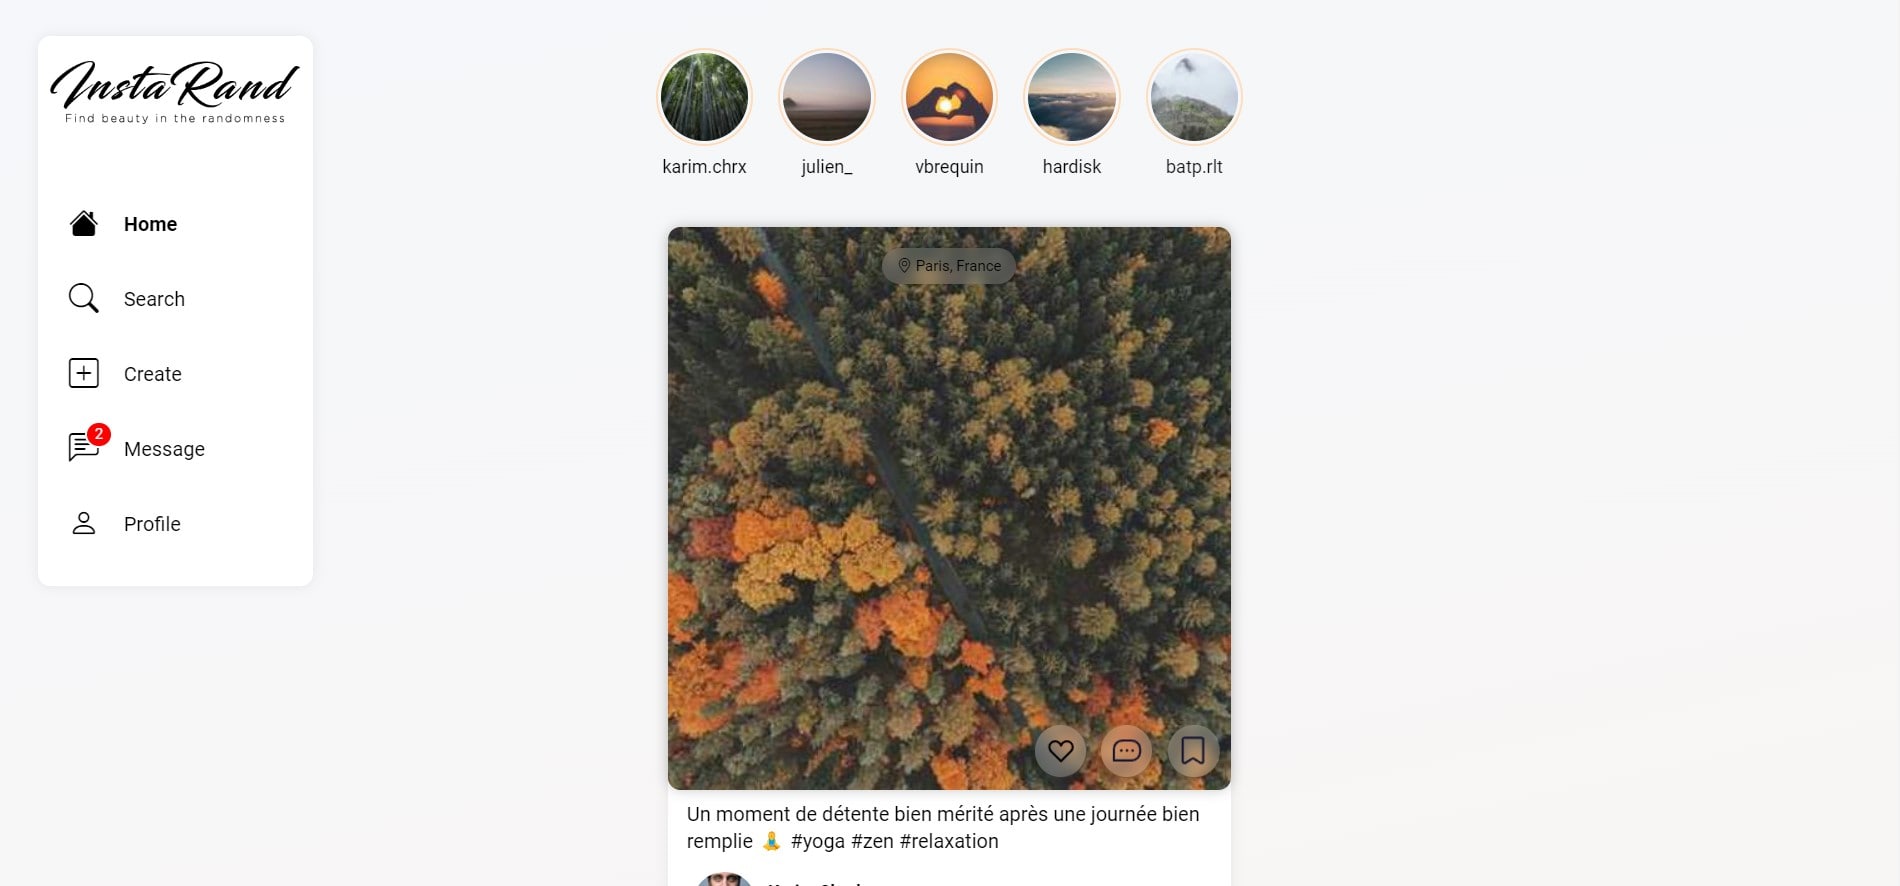 InstaRand
Find beauty in the randomness
Home
Search
Create
2
Message
Profile
karim.chrx
julien_
vbrequin
hardisk
batp.rlt
Paris, France
Un moment de détente bien mérité après une journée bien
remplie 🧘 #yoga #zen #relaxation